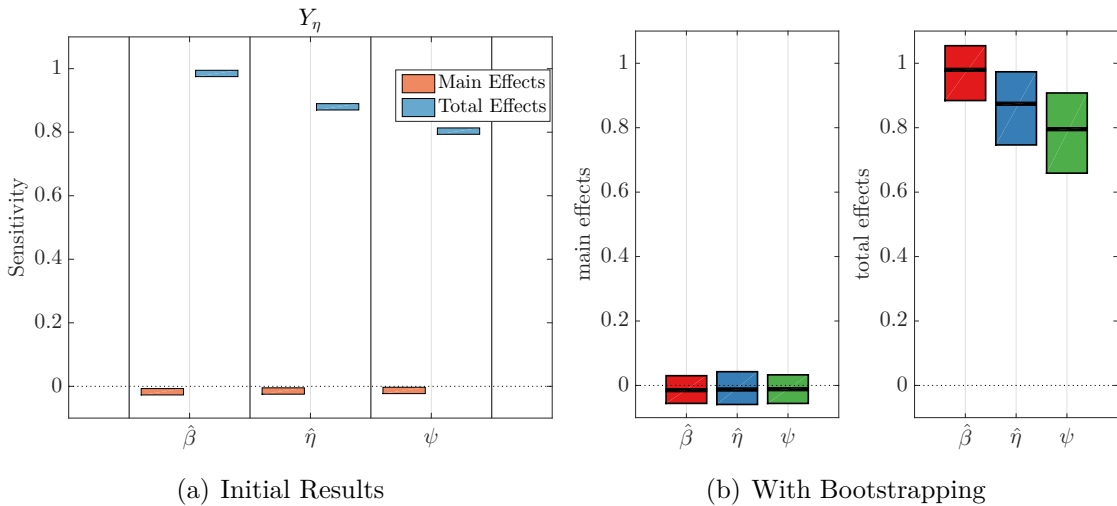 Y_η
Sensitivity
1
0.8
0.6
0.4
0.2
0
Main Effects
Total Effects
β̂
η̂
ψ
(a) Initial Results
main effects
1
0.8
0.6
0.4
0.2
0
β̂
η̂
ψ
total effects
1
0.8
0.6
0.4
0.2
0
β̂
η̂
ψ
(b) With Bootstrapping